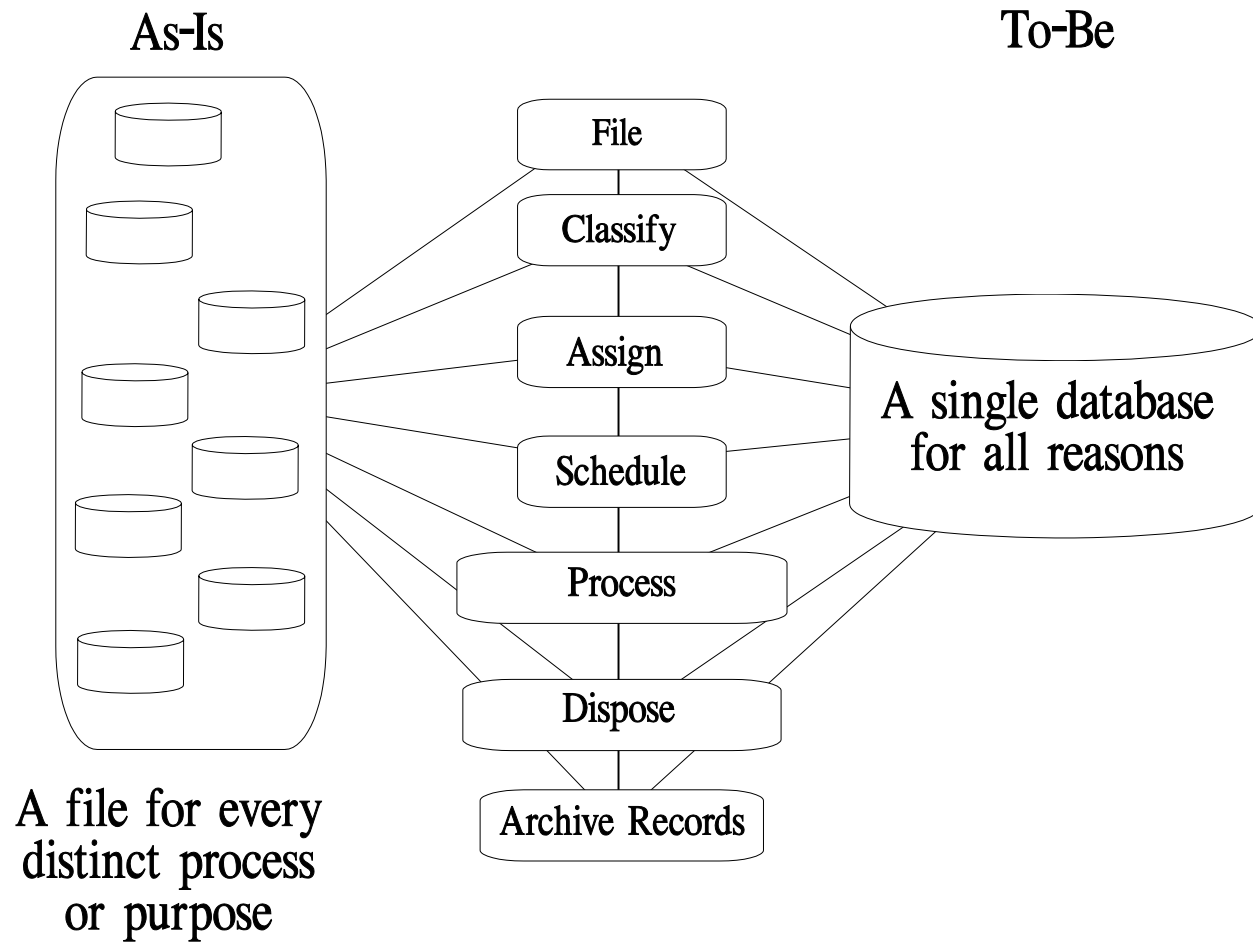 As-Is
To-Be
File
Classify
Assign
A single database
for all reasons
Schedule
Process
Dispose
Archive Records
A file for every
distinct process
or purpose